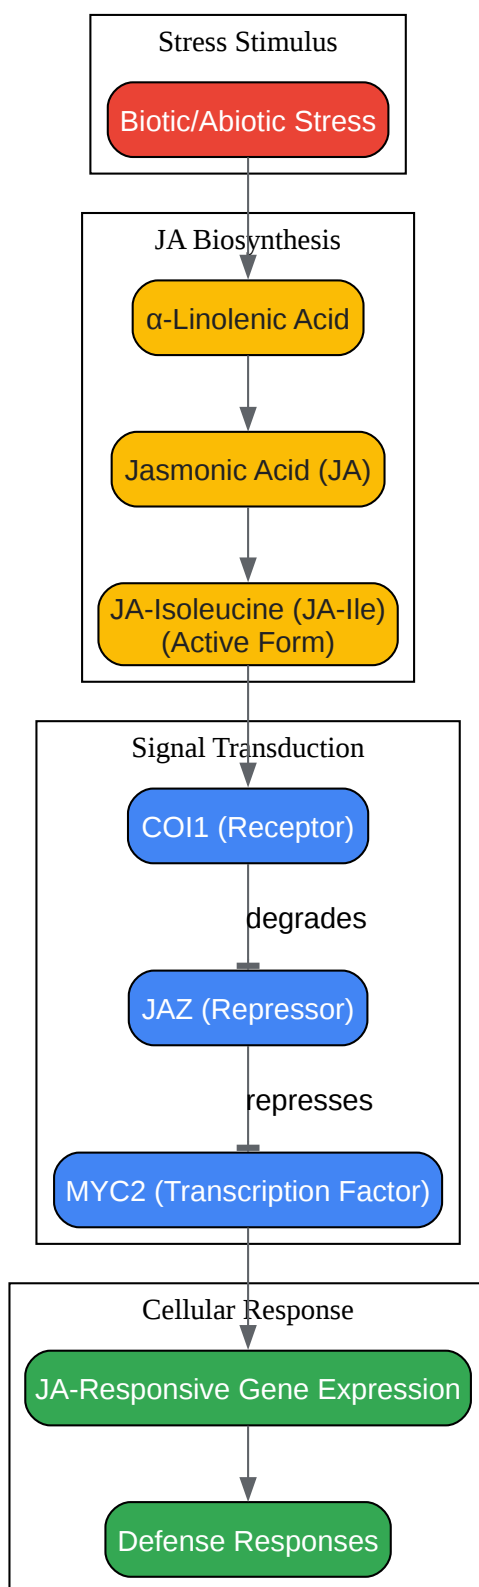 Stress Stimulus
Biotic/Abiotic Stress
JA Biosynthesis
α-Linolenic Acid
Jasmonic Acid (JA)
JA-Isoleucine (JA-Ile)
(Active Form)
Signal Transduction
COI1 (Receptor)
degrades
JAZ (Repressor)
represses
MYC2 (Transcription Factor)
Cellular Response
JA-Responsive Gene Expression
Defense Responses